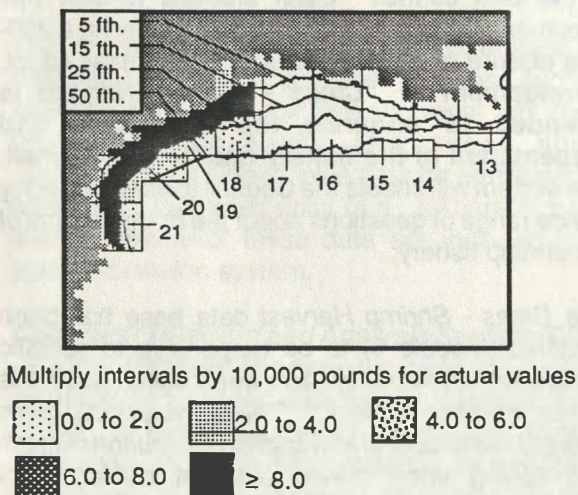 5 fth.
15 fth.
25 fth.
50 fth.
13
18 17 16 15 14
20 19
21
Multiply intervals by 10,000 pounds for actual values
0.0 to 2.0 2.0 to 4.0 4.0 to 6.0
6.0 to 8.0 ≥ 8.0